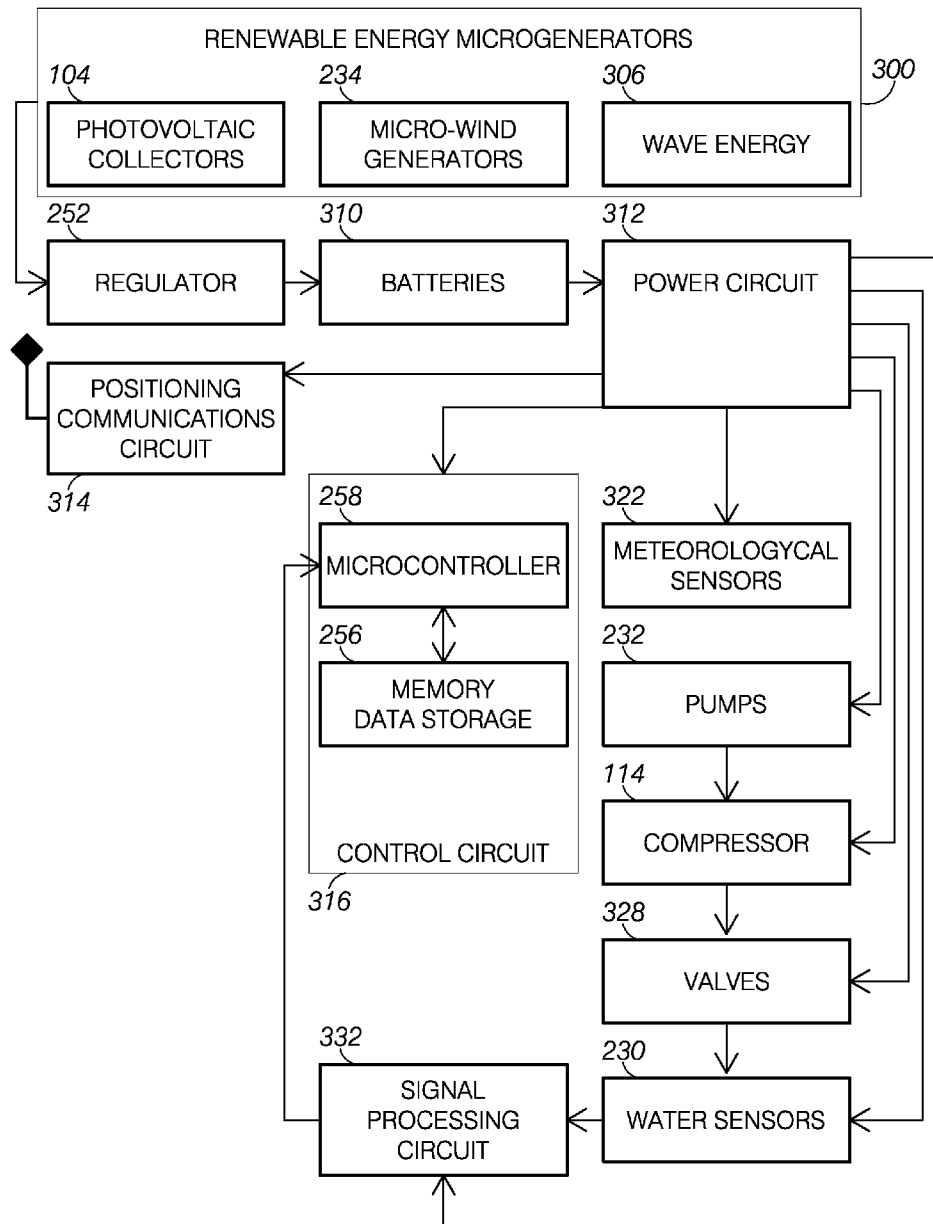 RENEWABLE ENERGY MICROGENERATORS
300
104
PHOTOVOLTAIC
COLLECTORS
234
MICRO-WIND
GENERATORS
306
WAVE ENERGY
252
REGULATOR
310
BATTERIES
312
POWER CIRCUIT
POSITIONING
COMMUNICATIONS
CIRCUIT
314
258
MICROCONTROLLER
256
MEMORY
DATA STORAGE
CONTROL CIRCUIT
316
322
METEOROLOGYCAL
SENSORS
232
PUMPS
114
COMPRESSOR
328
VALVES
230
WATER SENSORS
332
SIGNAL
PROCESSING
CIRCUIT